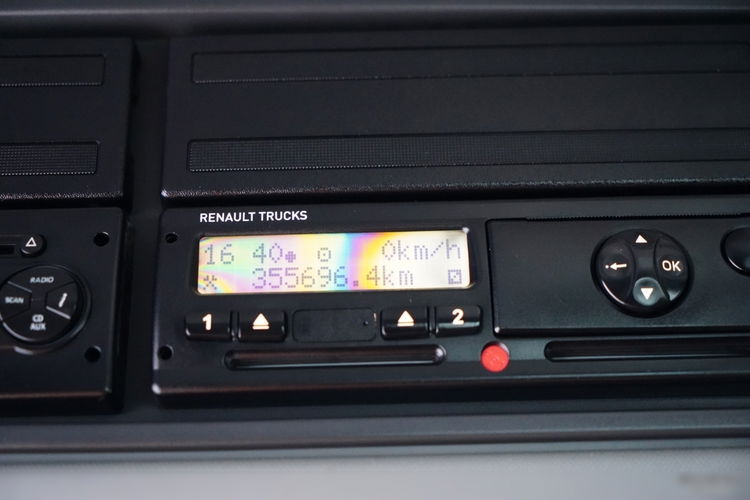 RENAULT TRUCKS
16 40 0km/h
355696.4km
1 2
OK
RADIO
SCAN i
CD
AUX